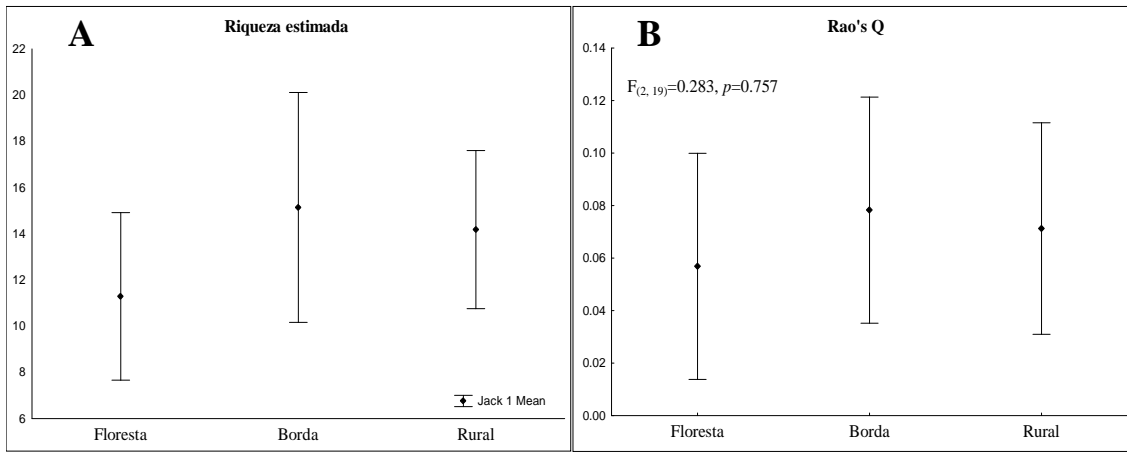 A
Riqueza estimada
22
20
18
16
14
12
10
8
6
Jack 1 Mean
Floresta Borda Rural
B
Rao's Q
0.14
F(2, 19)=0.283, p=0.757
0.12
0.10
0.08
0.06
0.04
0.02
0.00
Floresta Borda Rural